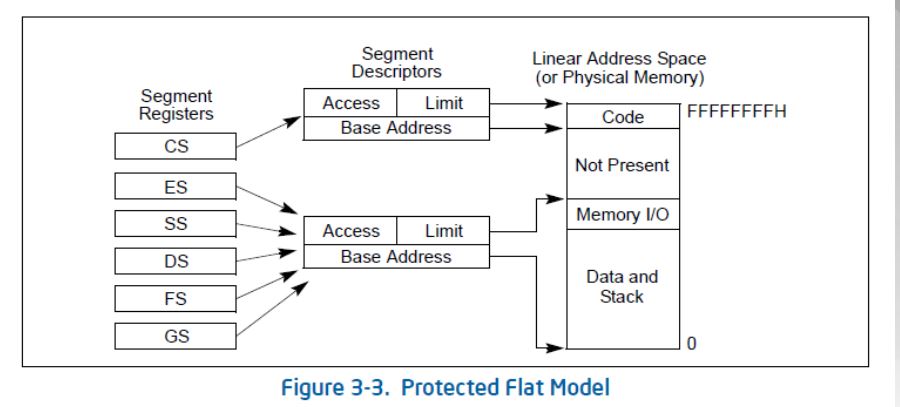 Segment
Registers
CS
ES
SS
DS
FS
GS
Segment
Descriptors
Access Limit
Base Address
Access Limit
Base Address
Linear Address Space
(or Physical Memory)
Code
FFFFFFFFH
Not Present
Memory I/O
Data and
Stack
0
Figure 3-3. Protected Flat Model